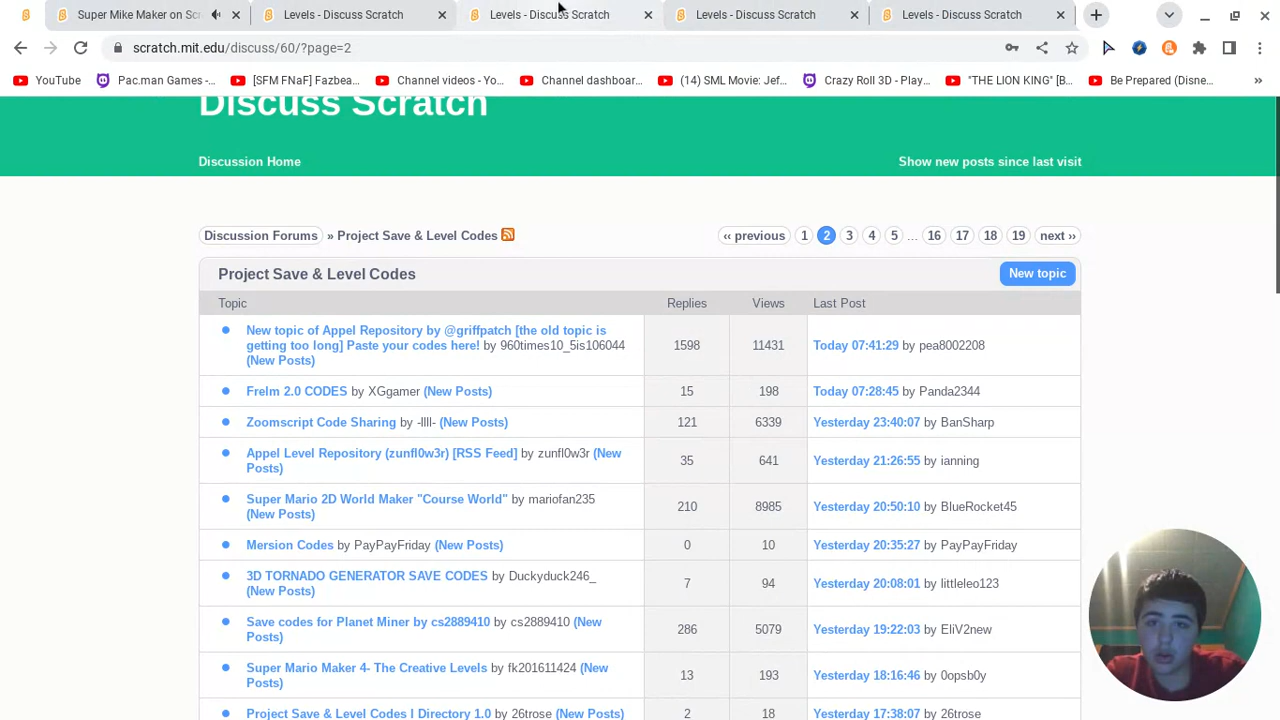 Super Mike Maker on Scr
Levels - Discuss Scratch
Levels - Discuss Scratch
Levels - Discuss Scratch
Levels - Discuss Scratch
scratch.mit.edu/discuss/60/?page=2
YouTube
Pac.man Games -...
[SFM FNaF] Fazbea...
Channel videos - Yo...
Channel dashboar...
(14) SML Movie: Jef...
Crazy Roll 3D - Play...
"THE LION KING" [B...
Be Prepared (Disne...
»
Discuss Scratch
Discussion Home
Show new posts since last visit
Discussion Forums » Project Save & Level Codes
‹‹ previous 1 2 3 4 5 ... 16 17 18 19 next ››
Project Save & Level Codes
New topic
Topic Replies Views Last Post
New topic of Appel Repository by @griffpatch [the old topic is
getting too long] Paste your codes here! by 960times10_5is106044
(New Posts)
1598 11431 Today 07:41:29 by pea8002208
Frelm 2.0 CODES by XGgamer (New Posts) 15 198 Today 07:28:45 by Panda2344
Zoomscript Code Sharing by -IIII- (New Posts) 121 6339 Yesterday 23:40:07 by BanSharp
Appel Level Repository (zunfl0w3r) [RSS Feed] by zunfl0w3r (New
Posts)
35 641 Yesterday 21:26:55 by ianning
Super Mario 2D World Maker "Course World" by mariofan235
(New Posts)
210 8985 Yesterday 20:50:10 by BlueRocket45
Mersion Codes by PayPayFriday (New Posts) 0 10 Yesterday 20:35:27 by PayPayFriday
3D TORNADO GENERATOR SAVE CODES by Duckyduck246_
(New Posts)
7 94 Yesterday 20:08:01 by littleleo123
Save codes for Planet Miner by cs2889410 by cs2889410 (New
Posts)
286 5079 Yesterday 19:22:03 by EliV2new
Super Mario Maker 4- The Creative Levels by fk201611424 (New
Posts)
13 193 Yesterday 18:16:46 by 0opsb0y
Project Save & Level Codes I Directory 1.0 by 26trose (New Posts) 2 18 Yesterday 17:38:07 by 26trose